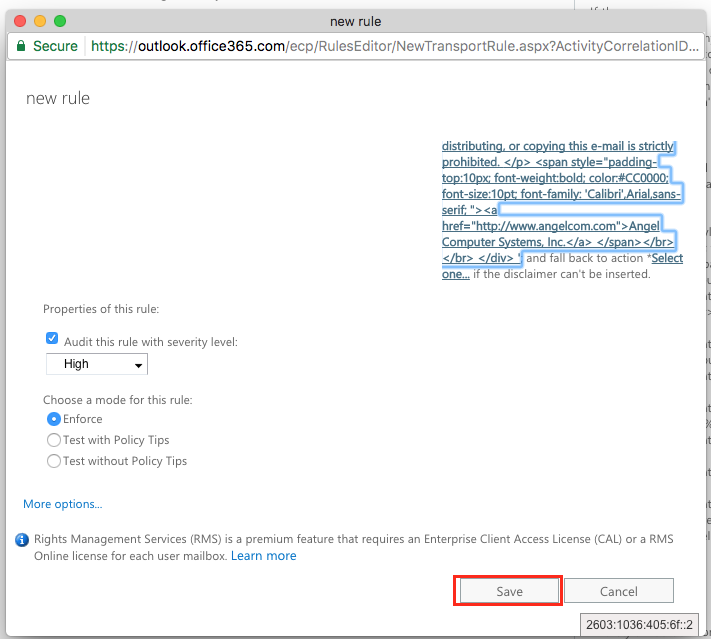 new rule
Secure
https://outlook.office365.com/ecp/RulesEditor/NewTransportRule.aspx?ActivityCorrelationID...
new rule
distributing, or copying this e-mail is strictly
prohibited. </p> <span style="padding-
top:10px; font-weight:bold; color:#CC0000;
font-size:10pt; font-family: 'Calibri',Arial,sans-
serif; "><a
href="http://www.angelcom.com">Angel
Computer Systems, Inc.</a> </span></br>
</br> </div> ' and fall back to action *Select
one... if the disclaimer can't be inserted.
Properties of this rule:
Audit this rule with severity level:
High
Choose a mode for this rule:
Enforce
Test with Policy Tips
Test without Policy Tips
More options...
Rights Management Services (RMS) is a premium feature that requires an Enterprise Client Access License (CAL) or a RMS
Online license for each user mailbox. Learn more
Save
Cancel
2603:1036:405:6f::2